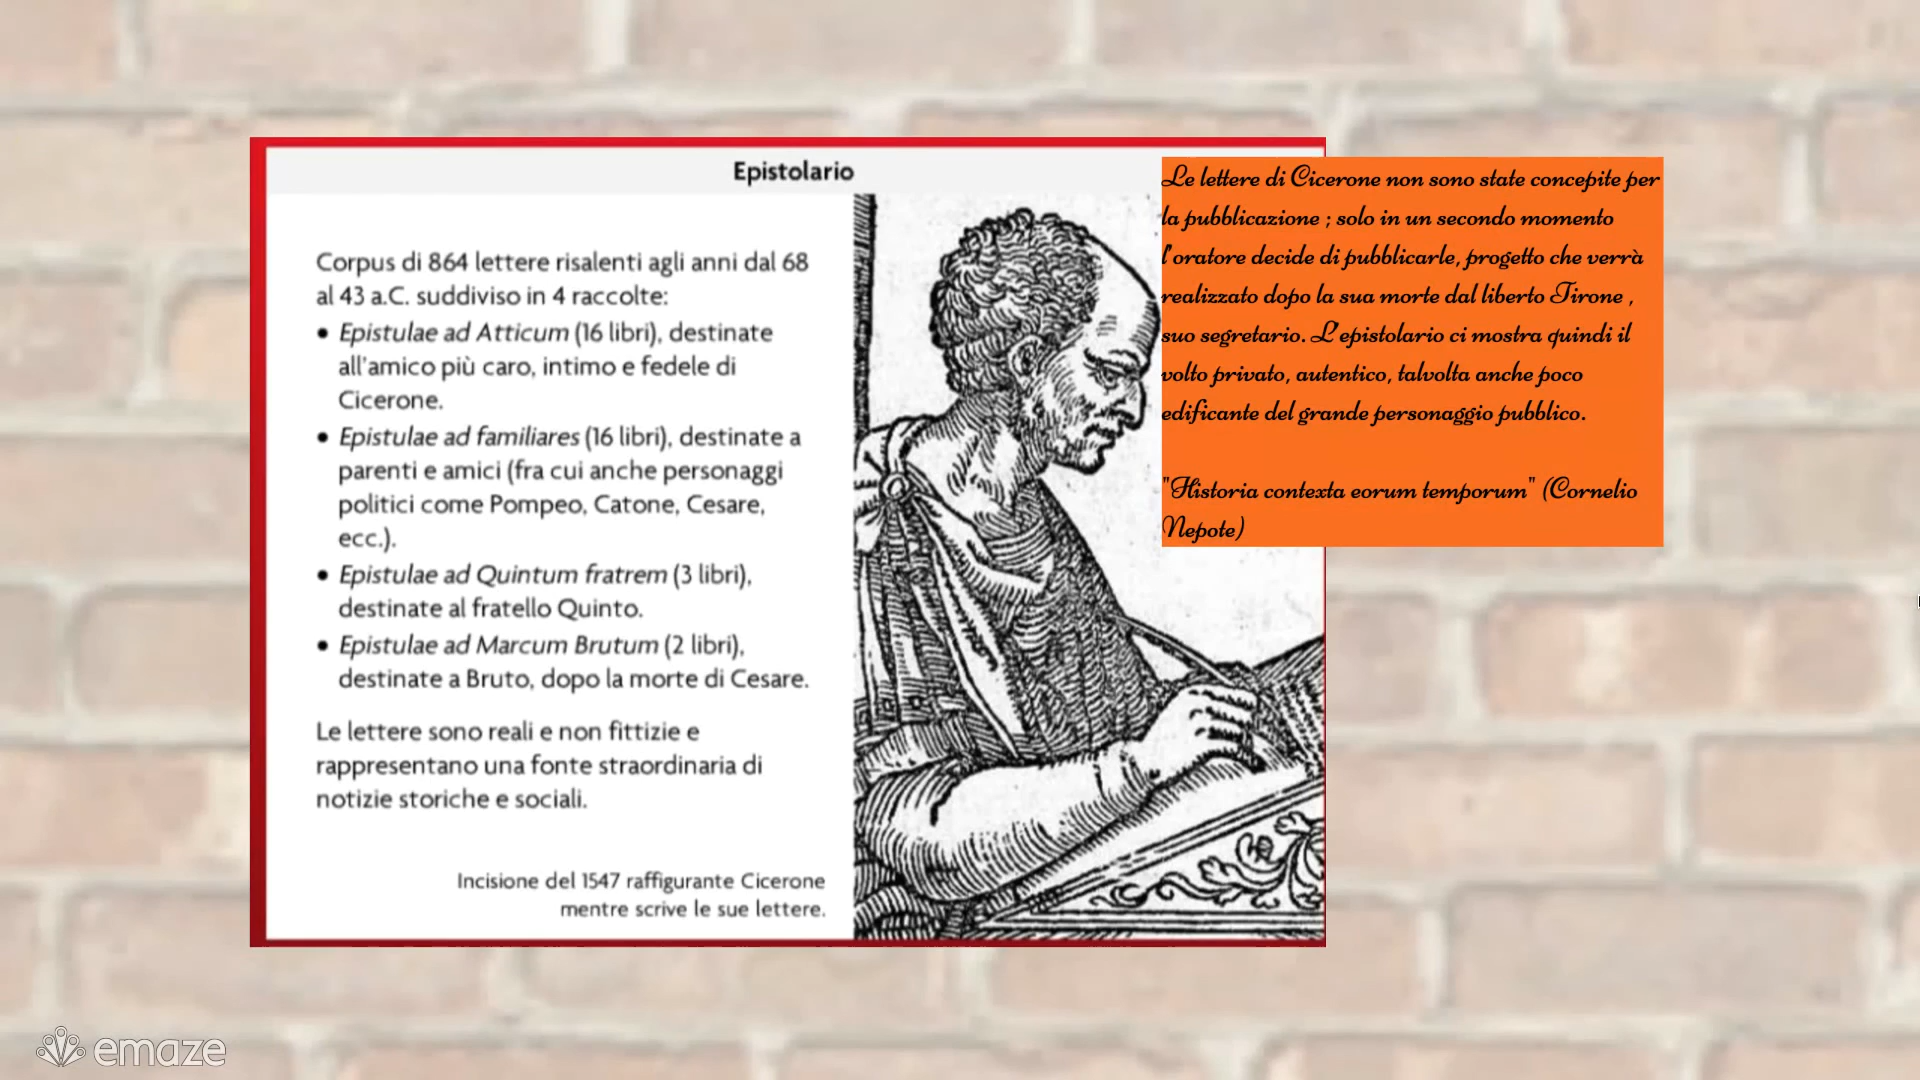 Epistolario
Corpus di 864 lettere risalenti agli anni dal 68
al 43 a.C. suddiviso in 4 raccolte:
• Epistulae ad Atticum (16 libri), destinate
all'amico più caro, intimo e fedele di
Cicerone.
• Epistulae ad familiares (16 libri), destinate a
parenti e amici (fra cui anche personaggi
politici come Pompeo, Catone, Cesare,
ecc.).
• Epistulae ad Quintum fratrem (3 libri),
destinate al fratello Quinto.
• Epistulae ad Marcum Brutum (2 libri),
destinate a Bruto, dopo la morte di Cesare.
Le lettere sono reali e non fittizie e
rappresentano una fonte straordinaria di
notizie storiche e sociali.
Incisione del 1547 raffigurante Cicerone
mentre scrive le sue lettere.
Le lettere di Cicerone non sono state concepite per
la pubblicazione ; solo in un secondo momento
l'oratore decide di pubblicarle, progetto che verrà
realizzato dopo la sua morte dal liberto Tirone ,
suo segretario. L'epistolario ci mostra quindi il
volto privato, autentico, talvolta anche poco
edificante del grande personaggio pubblico.
"Historia contexta eorum temporum" (Cornelio
Nepote)
emaze